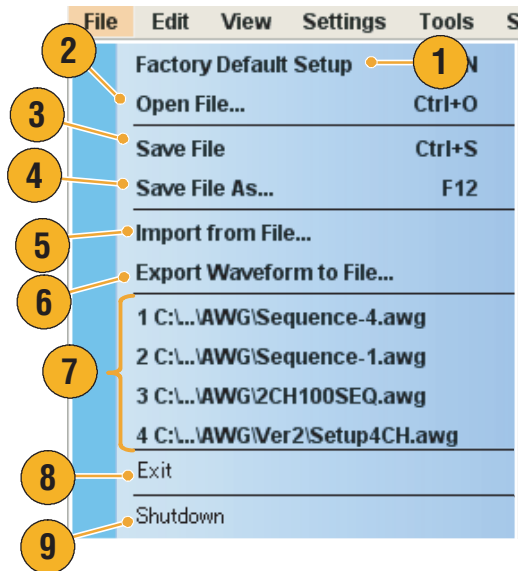 File Edit View Settings Tools S
Factory Default Setup 1 N
2
Open File... Ctrl+O
3
Save File Ctrl+S
4
Save File As... F12
5
Import from File...
6
Export Waveform to File...
7
1 C:\...\AWG\Sequence-4.awg
2 C:\...\AWG\Sequence-1.awg
3 C:\...\AWG\2CH100SEQ.awg
4 C:\...\AWG\Ver2\Setup4CH.awg
8
Exit
9
Shutdown